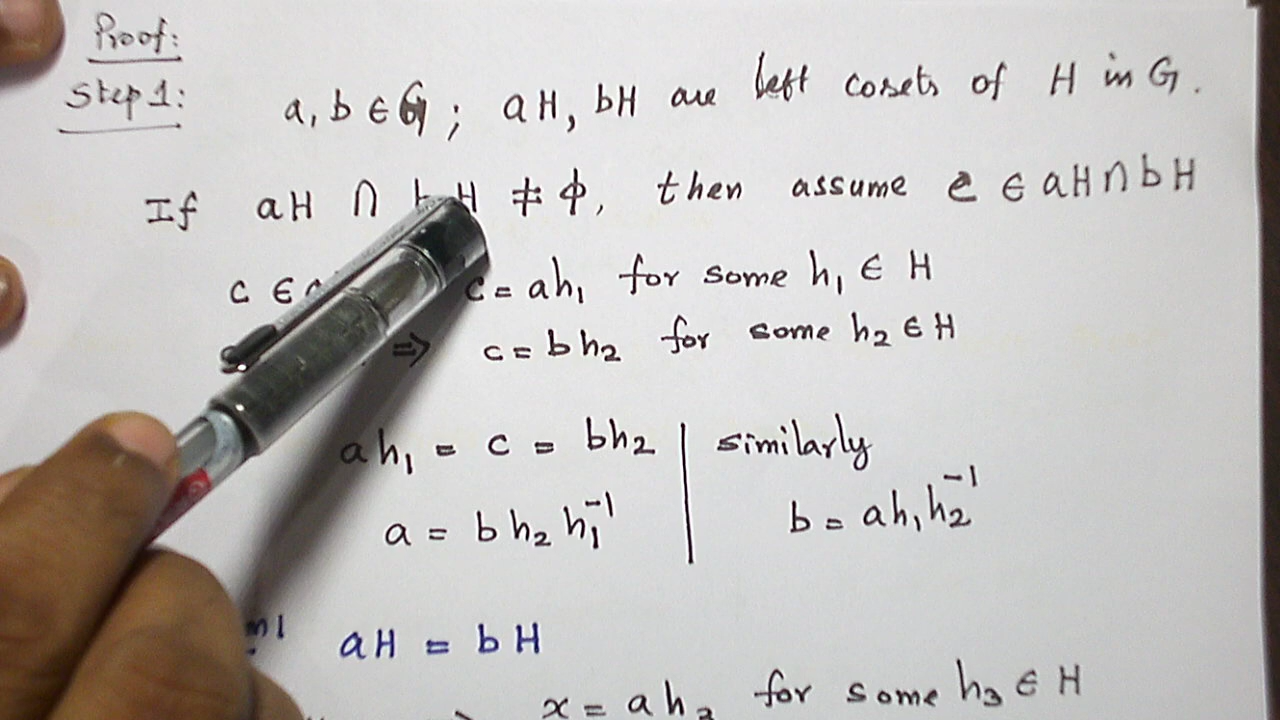 Proof:
Step 1: a, b ∈ G ; aH, bH are left cosets of H in G.
If aH ∩ bH ≠ ϕ, then assume c ∈ aH ∩ bH
c ∈ c = ah₁ for some h₁ ∈ H
⇒ c = bh₂ for some h₂ ∈ H
ah₁ = c = bh₂ | similarly
a = bh₂h₁⁻¹ | b = ah₁h₂⁻¹
aH = bH
x = ah₃ for some h₃ ∈ H